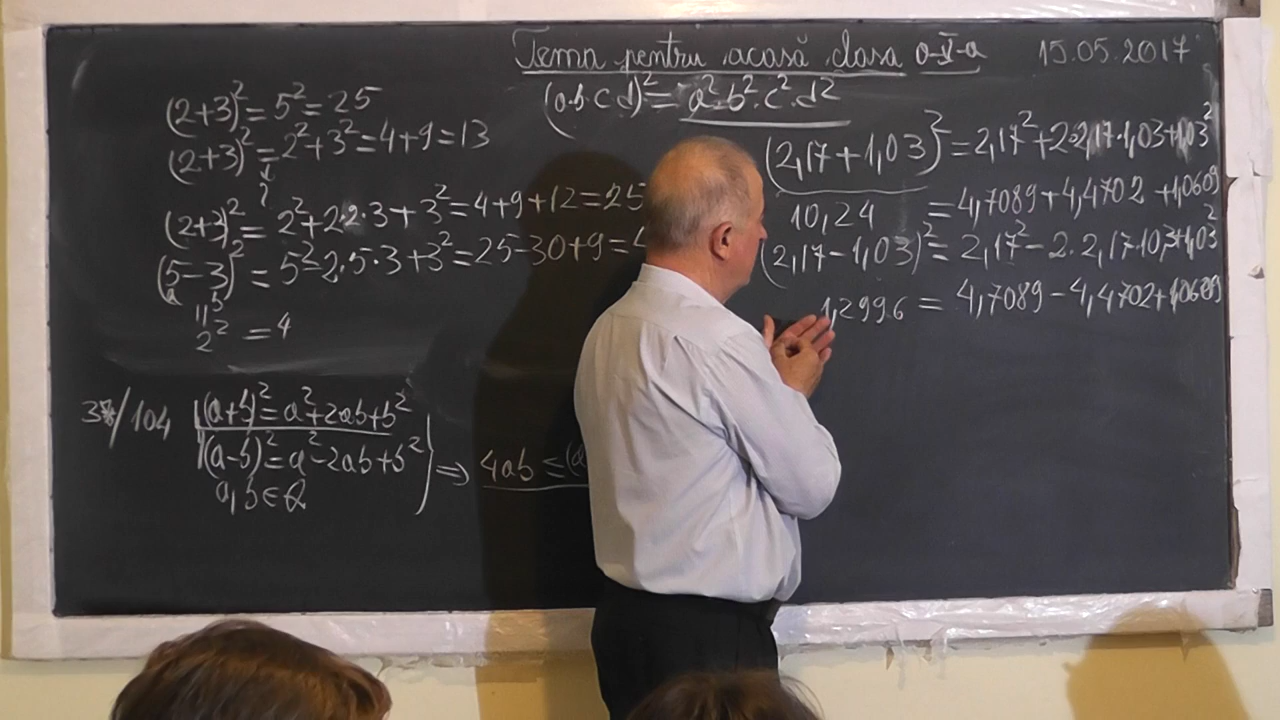 Tema pentru acasă clasa a-V-a 15.05.2017
(a·b·c·d)²=a²·b²·c²·d²
(2+3)²=5²=25
(2+3)²=2²+3²=4+9=13
?
(2+3)²=2²+2·2·3+3²=4+9+12=25
(5-3)²=5²-2·5·3+3²=25-30+9=4
2²=4
/104 (a+b)²=a²+2ab+b²
(a-b)²=a²-2ab+b²
a,b∈Q
⇒ 4ab≤(a
(2,17+1,03)²=2,17²+2·2,17·1,03+1,03²
10,24 =4,7089+4,4702+1,0609
(2,17-1,03)²=2,17²-2·2,17·1,03+1,03²
1,2996=4,7089-4,4702+1,0609